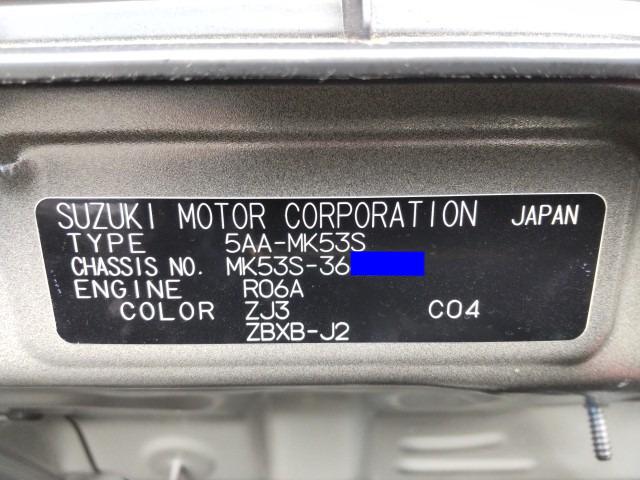 SUZUKI MOTOR CORPORATION JAPAN
TYPE 5AA-MK53S
CHASSIS NO. MK53S-36
ENGINE R06A
COLOR ZJ3 C04
ZBXB-J2